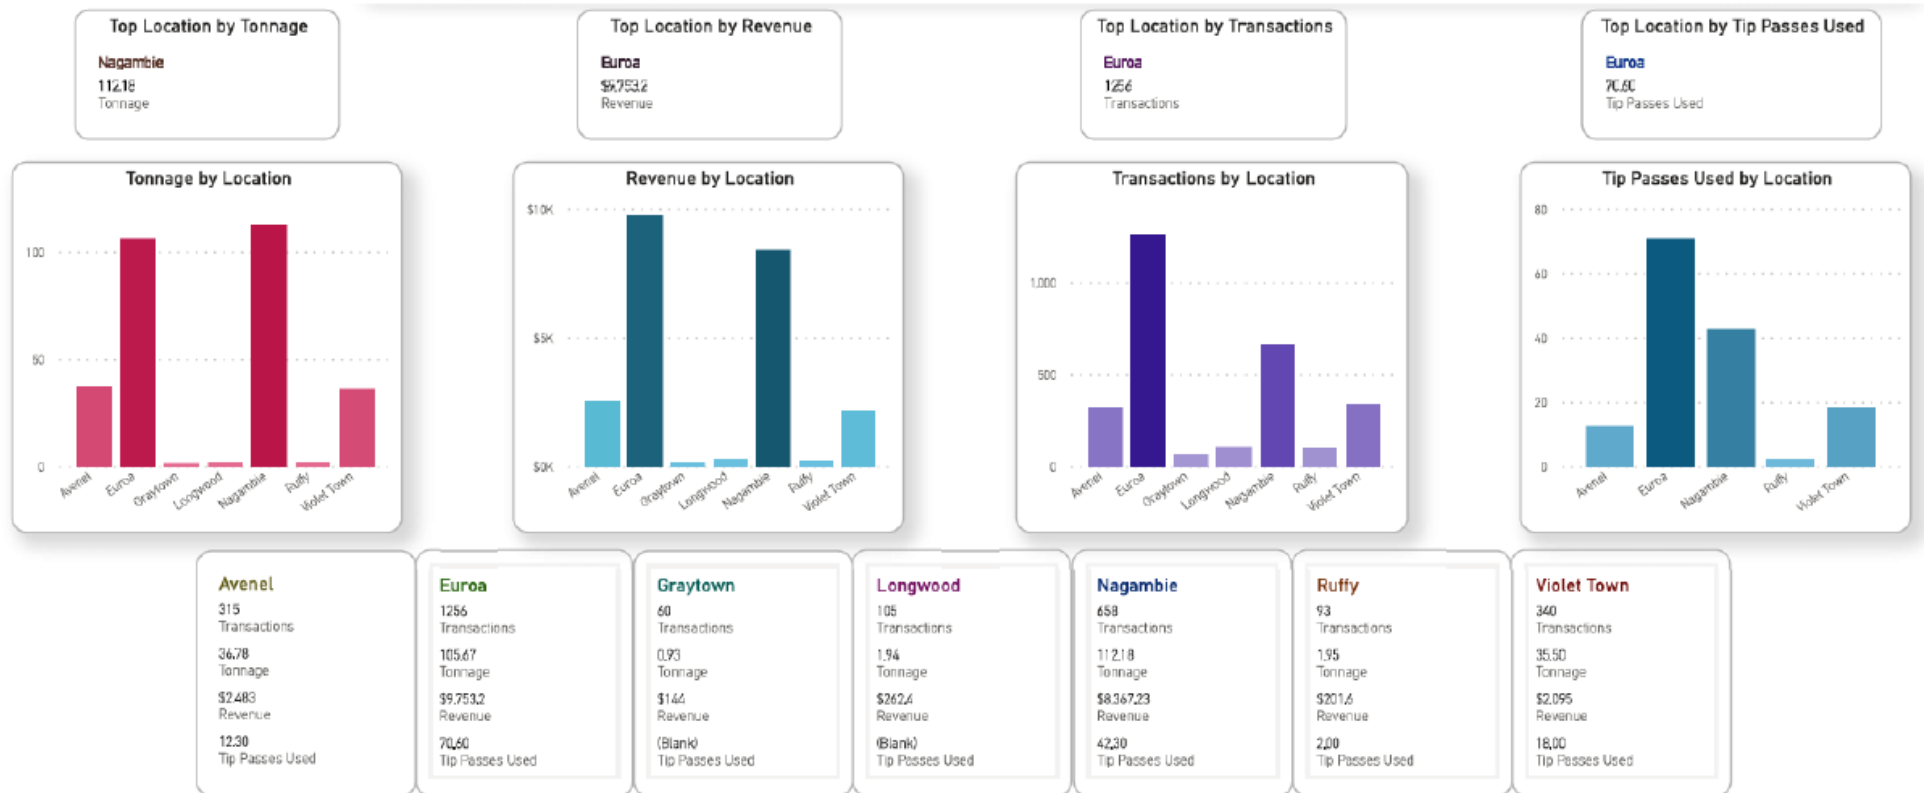 Top Location by Tonnage
Nagambie
112.18
Tonnage
Top Location by Revenue
Euroa
$9,753.2
Revenue
Top Location by Transactions
Euroa
1256
Transactions
Top Location by Tip Passes Used
Euroa
70.60
Tip Passes Used
Tonnage by Location
100
50
0
Avenel
Euroa
Graytown
Longwood
Nagambie
Ruffy
Violet Town
Revenue by Location
$10K
$5K
$0K
Avenel
Euroa
Graytown
Longwood
Nagambie
Ruffy
Violet Town
Transactions by Location
1,000
500
0
Avenel
Euroa
Graytown
Longwood
Nagambie
Ruffy
Violet Town
Tip Passes Used by Location
80
60
40
20
0
Avenel
Euroa
Nagambie
Ruffy
Violet Town
Avenel
315
Transactions
36.78
Tonnage
$2,483
Revenue
12.30
Tip Passes Used
Euroa
1256
Transactions
105.67
Tonnage
$9,753.2
Revenue
70.60
Tip Passes Used
Graytown
60
Transactions
0.93
Tonnage
$144
Revenue
(Blank)
Tip Passes Used
Longwood
105
Transactions
1.94
Tonnage
$262.4
Revenue
(Blank)
Tip Passes Used
Nagambie
658
Transactions
112.18
Tonnage
$8,367.23
Revenue
42.30
Tip Passes Used
Ruffy
93
Transactions
1.95
Tonnage
$201.6
Revenue
2.00
Tip Passes Used
Violet Town
340
Transactions
35.50
Tonnage
$2,095
Revenue
18.00
Tip Passes Used